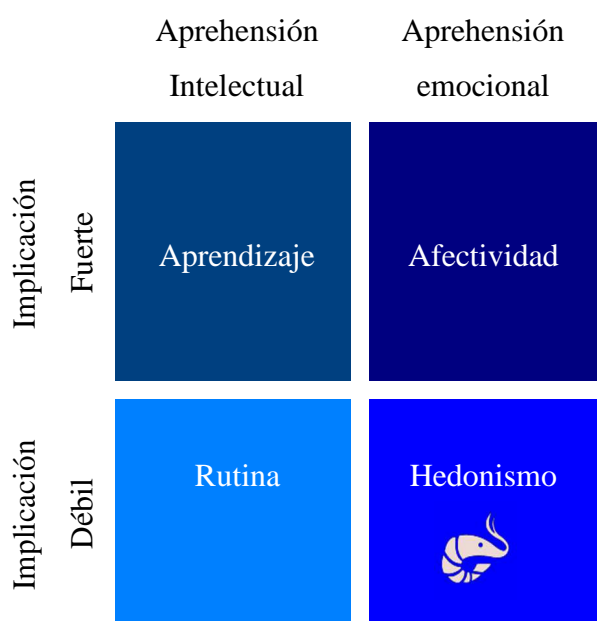 Aprehensión
Intelectual
Aprehensión
emocional
Implicación
Fuerte
Aprendizaje
Afectividad
Implicación
Débil
Rutina
Hedonismo